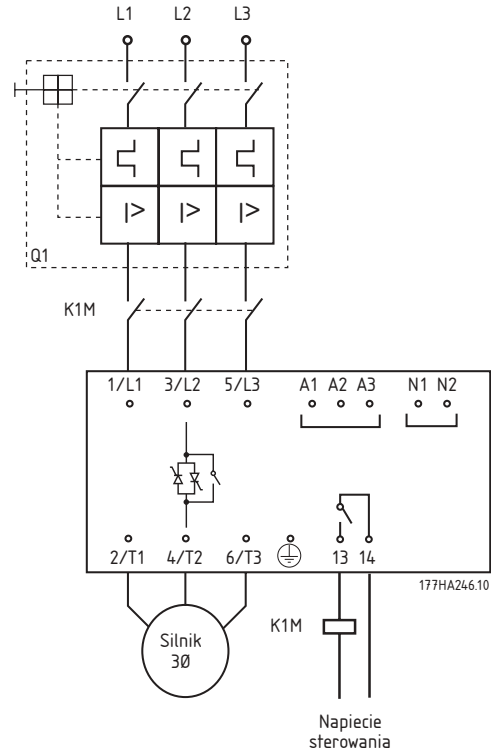 L1 L2 L3
I> I> I>
Q1
K1M
1/L1 3/L2 5/L3 A1 A2 A3 N1 N2
2/T1 4/T2 6/T3 13 14
177HA246.10
K1M
Silnik
3Ø
Napiecie
sterowania